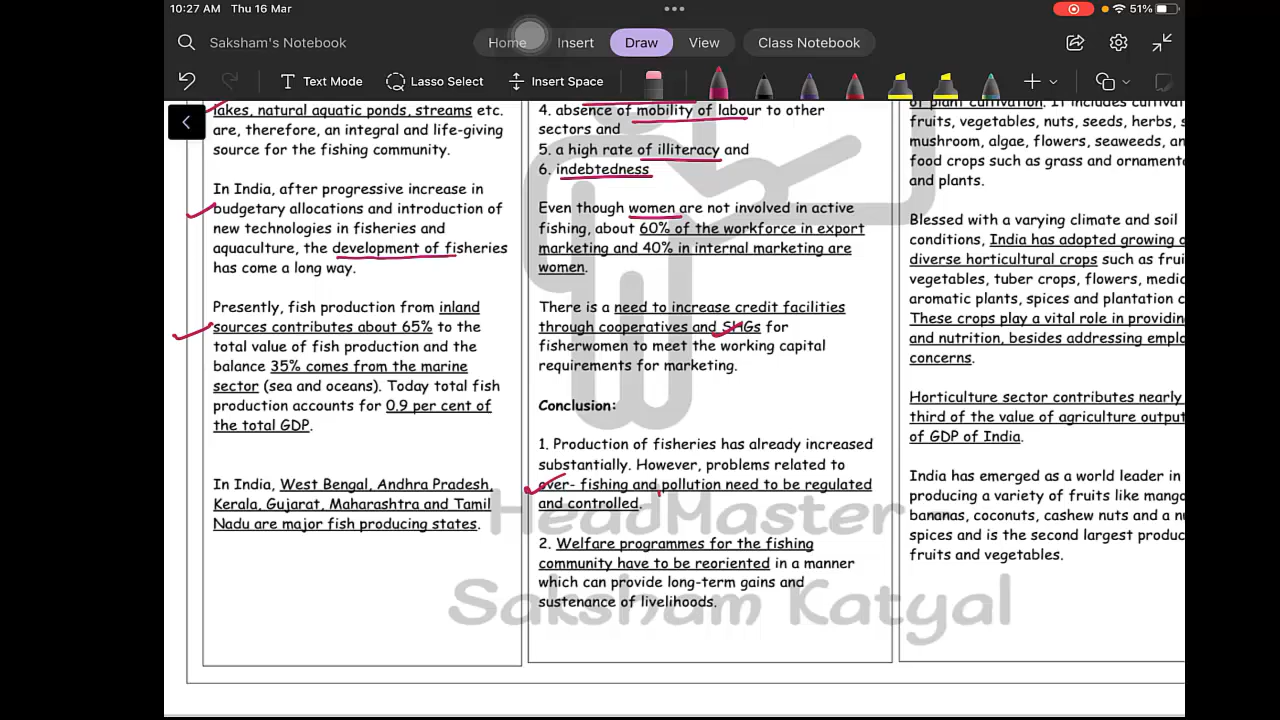 10:27 AM Thu 16 Mar
51%
Saksham's Notebook
Home
Insert
Draw
View
Class Notebook
Text Mode
Lasso Select
Insert Space
lakes, natural aquatic ponds, streams etc.
are, therefore, an integral and life-giving
source for the fishing community.
In India, after progressive increase in
budgetary allocations and introduction of
new technologies in fisheries and
aquaculture, the development of fisheries
has come a long way.
Presently, fish production from inland
sources contributes about 65% to the
total value of fish production and the
balance 35% comes from the marine
sector (sea and oceans). Today total fish
production accounts for 0.9 per cent of
the total GDP.
In India, West Bengal, Andhra Pradesh,
Kerala, Gujarat, Maharashtra and Tamil
Nadu are major fish producing states.
4. absence of mobility of labour to other
sectors and
5. a high rate of illiteracy and
6. indebtedness
Even though women are not involved in active
fishing, about 60% of the workforce in export
marketing and 40% in internal marketing are
women.
There is a need to increase credit facilities
through cooperatives and SHGs for
fisherwomen to meet the working capital
requirements for marketing.
Conclusion:
1. Production of fisheries has already increased
substantially. However, problems related to
over- fishing and pollution need to be regulated
and controlled.
2. Welfare programmes for the fishing
community have to be reoriented in a manner
which can provide long-term gains and
sustenance of livelihoods.
of plant cultivation. It includes cultivat
fruits, vegetables, nuts, seeds, herbs, s
mushroom, algae, flowers, seaweeds, an
food crops such as grass and ornamenta
and plants.
Blessed with a varying climate and soil
conditions, India has adopted growing o
diverse horticultural crops such as frui
vegetables, tuber crops, flowers, medic
aromatic plants, spices and plantation c
These crops play a vital role in providing
and nutrition, besides addressing emplo
concerns.
Horticulture sector contributes nearly
third of the value of agriculture output
of GDP of India.
India has emerged as a world leader in
producing a variety of fruits like mango
bananas, coconuts, cashew nuts and a nu
spices and is the second largest produc
fruits and vegetables.
HeadMaster
Saksham Katyal